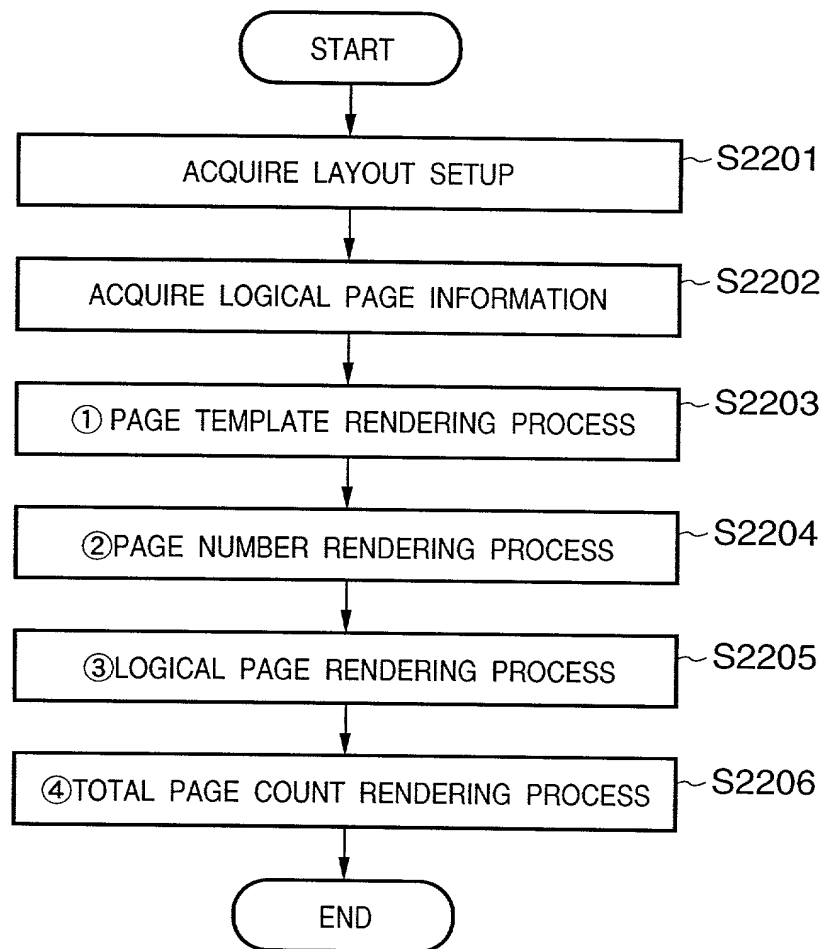 START
ACQUIRE LAYOUT SETUP
S2201
ACQUIRE LOGICAL PAGE INFORMATION
S2202
① PAGE TEMPLATE RENDERING PROCESS
S2203
②PAGE NUMBER RENDERING PROCESS
S2204
③LOGICAL PAGE RENDERING PROCESS
S2205
④TOTAL PAGE COUNT RENDERING PROCESS
S2206
END